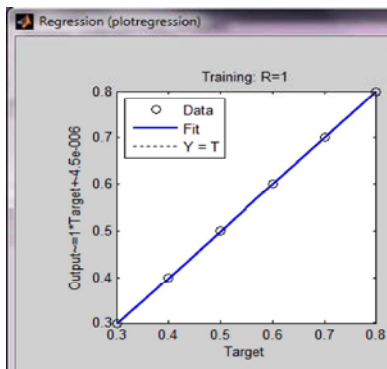 Regression (plotregression)
Training: R=1
Output~=1*Target+-4.5e-006
0.8
0.7
0.6
0.5
0.4
0.3
Data
Fit
Y = T
0.3 0.4 0.5 0.6 0.7 0.8
Target